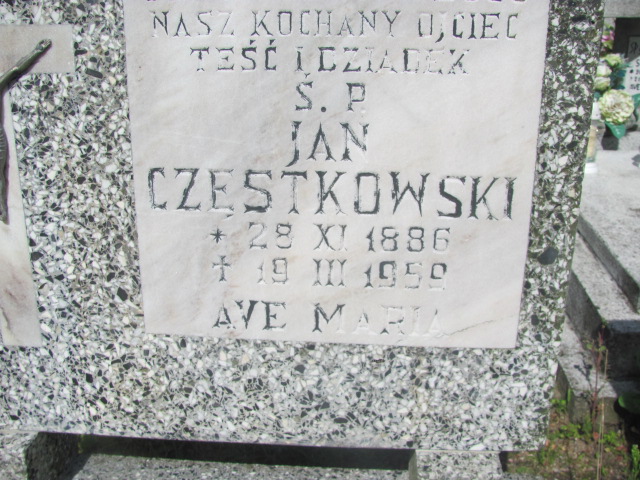 NASZ KOCHANY OJCIEC
TEŚĆ I DZIADEK
Ś. P.
JAN
CZĘSTKOWSKI
* 28 XI 1886
† 19 III 1959
AVE MARIA